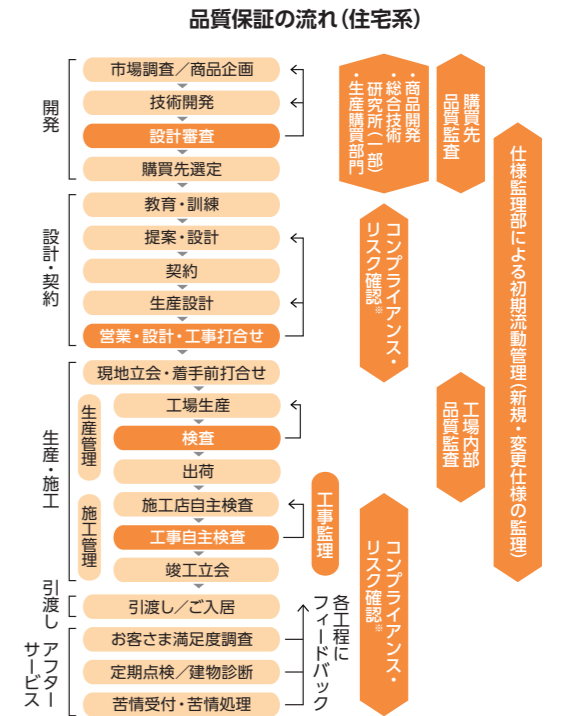 品質保証の流れ(住宅系)
開発
市場調査／商品企画
技術開発
設計審査
購買先選定
設計・契約
教育・訓練
提案・設計
契約
生産設計
営業・設計・工事打合せ
生産・施工
現地立会・着手前打合せ
生産管理
工場生産
検査
出荷
施工管理
施工店自主検査
工事自主検査
竣工立会
工事監理
引渡し
引渡し／ご入居
アフター
サービス
お客さま満足度調査
定期点検／建物診断
苦情受付・苦情処理
各工程に
フィードバック
・商品開発
・総合技術
研究所(一部)
・生産購買部門
購買先
品質監査
コンプライアンス・
リスク確認※
工場内部
品質監査
コンプライアンス・
リスク確認※
仕様監理部による初期流動管理(新規・変更仕様の監理)